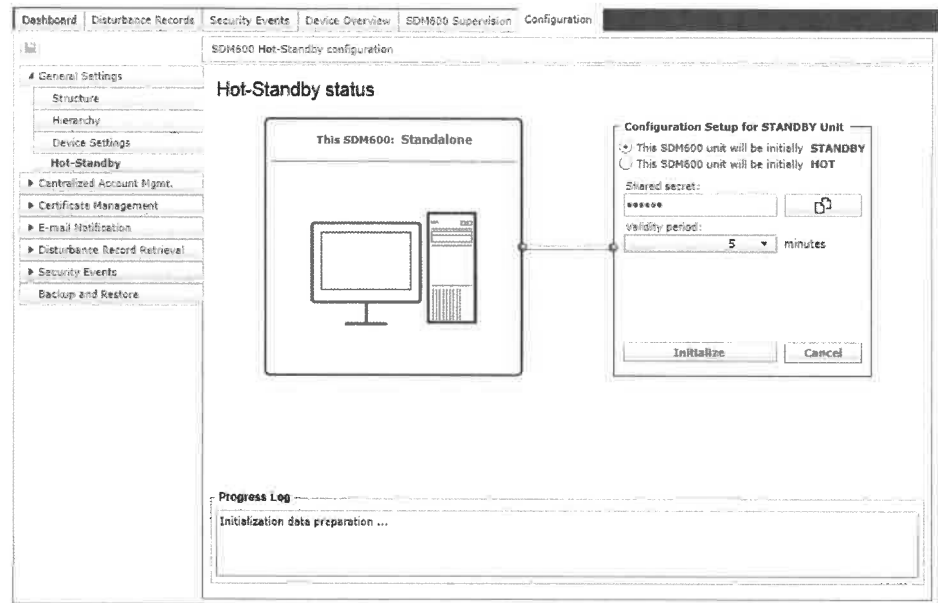 Dashboard Disturbance Records Security Events Device Overview SDM600 Supervision Configuration
SDM600 Hot-Standby configuration
General Settings
Structure
Hierarchy
Device Settings
Hot-Standby
Centralized Account Mgmt.
Certificate Management
E-mail Notification
Disturbance Record Retrieval
Security Events
Backup and Restore
Hot-Standby status
This SDM600: Standalone
Configuration Setup for STANDBY Unit
This SDM600 unit will be initially STANDBY
This SDM600 unit will be initially HOT
Shared secret:
••••••
Validity period:
5 minutes
Initialize Cancel
Progress Log
Initialization data preparation ...